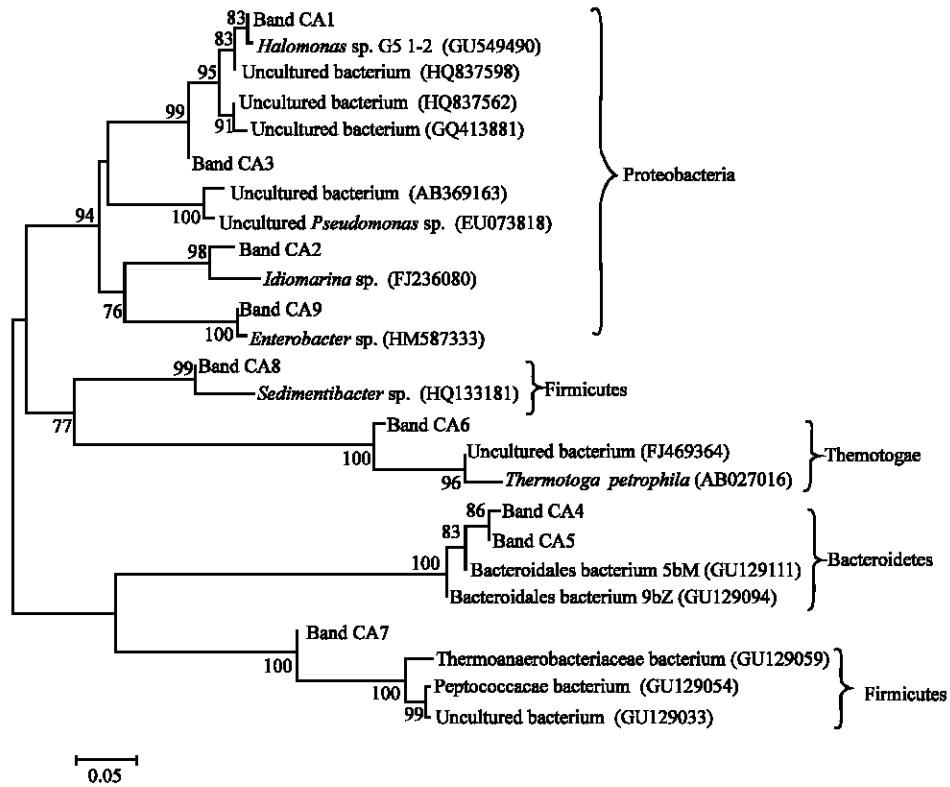 83
Band CA1
83
Halomonas sp. G5 1-2 (GU549490)
95
Uncultured bacterium (HQ837598)
Uncultured bacterium (HQ837562)
99
91
Uncultured bacterium (GQ413881)
Band CA3
Proteobacteria
Uncultured bacterium (AB369163)
94
100
Uncultured Pseudomonas sp. (EU073818)
98
Band CA2
Idiomarina sp. (FJ236080)
76
Band CA9
100
Enterobacter sp. (HM587333)
99
Band CA8
Sedimentibacter sp. (HQ133181)
Firmicutes
77
Band CA6
100
Uncultured bacterium (FJ469364)
Themotogae
96
Thermotoga petrophila (AB027016)
86
Band CA4
83
Band CA5
100
Bacteroidales bacterium 5bM (GU129111)
Bacteroidetes
Bacteroidales bacterium 9bZ (GU129094)
Band CA7
100
Thermoanaerobacteriaceae bacterium (GU129059)
100
Peptococcacae bacterium (GU129054)
Firmicutes
99
Uncultured bacterium (GU129033)
0.05